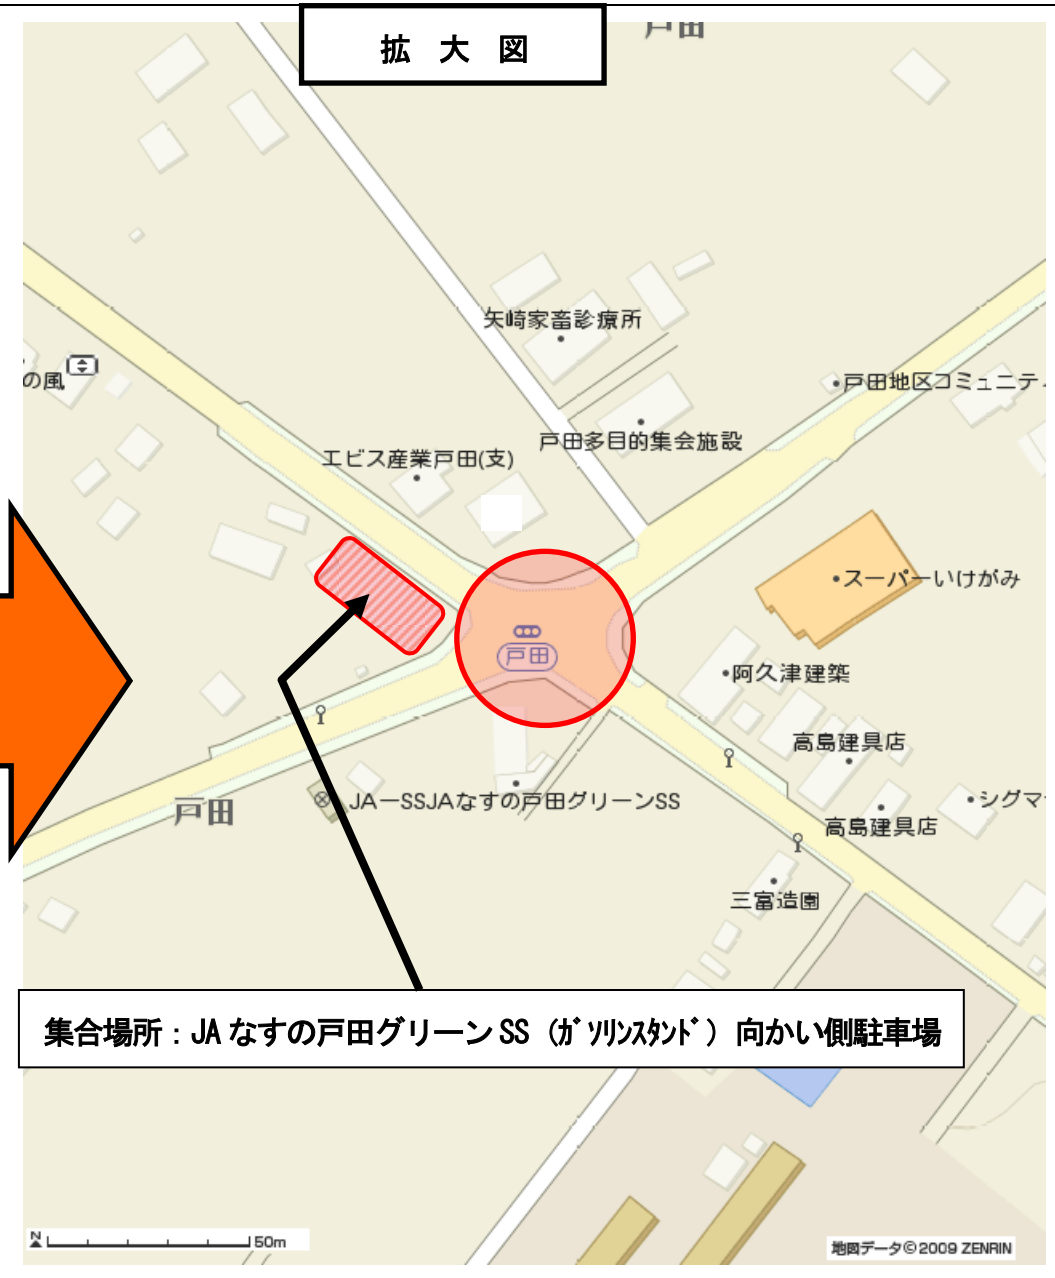 拡 大 図
戸田
矢崎家畜診療所
の風
戸田地区コミュニテ
戸田多目的集会施設
エビス産業戸田(支)
スーパーいけがみ
戸田
阿久津建築
高島建具店
JA-SSJAなすの戸田グリーンSS
シグマ
戸田
高島建具店
三富造園
集合場所：JAなすの戸田グリーンSS（ガソリンスタンド）向かい側駐車場
N 50m
地図データ©2009 ZENRIN